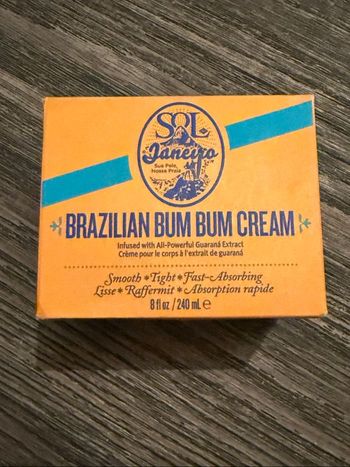 SOL
de
Janeiro
Sua Pele,
Nossa Praia
BRAZILIAN BUM BUM CREAM
Infused with All-Powerful Guaraná Extract
Crème pour le corps à l'extrait de guaraná
Smooth * Tight * Fast-Absorbing
Lisse * Raffermit * Absorption rapide
8 fl oz / 240 mL ℮